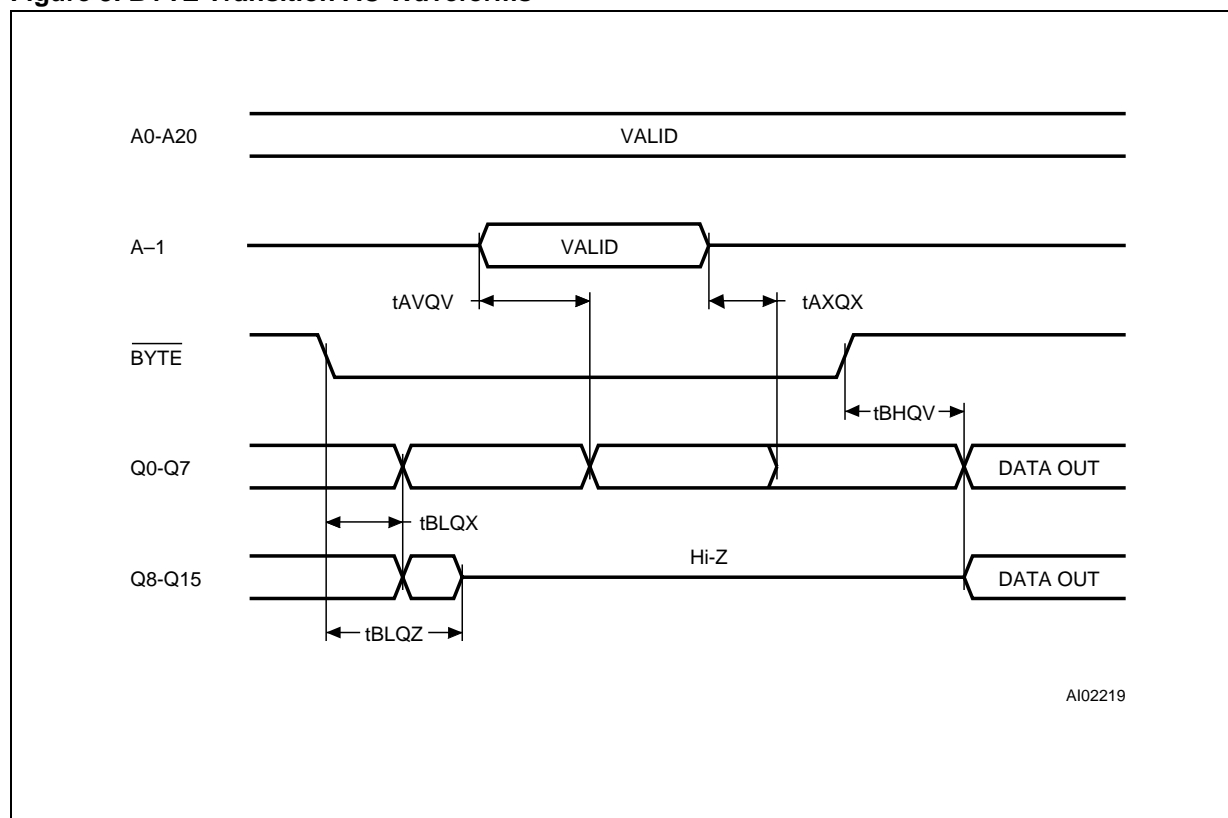 A0-A20
VALID
A–1
VALID
tAVQV
tAXQX
BYTE
tBHQV
Q0-Q7
DATA OUT
tBLQX
Hi-Z
Q8-Q15
DATA OUT
tBLQZ
AI02219